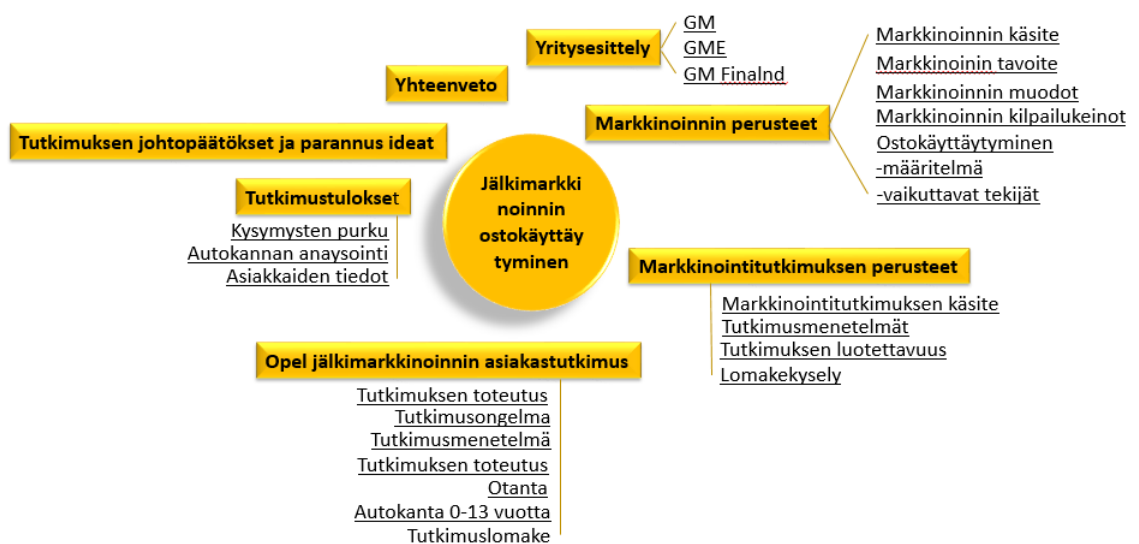 Yritysesittely
GM
GME
GM Finalnd
Markkinoinnin perusteet
Markkinoinnin käsite
Markkinoinin tavoite
Markkinoinnin muodot
Markkinoinnin kilpailukeinot
Ostokäyttäytyminen
-määritelmä
-vaikuttavat tekijät
Yhteenveto
Tutkimuksen johtopäätökset ja parannus ideat
Jälkimarkki
noinnin
ostokäyttäy
tyminen
Tutkimustulokset
Kysymysten purku
Autokannan anaysointi
Asiakkaiden tiedot
Markkinointitutkimuksen perusteet
Markkinointitutkimuksen käsite
Tutkimusmenetelmät
Tutkimuksen luotettavuus
Lomakekysely
Opel jälkimarkkinoinnin asiakastutkimus
Tutkimuksen toteutus
Tutkimusongelma
Tutkimusmenetelmä
Tutkimuksen toteutus
Otanta
Autokanta 0-13 vuotta
Tutkimuslomake